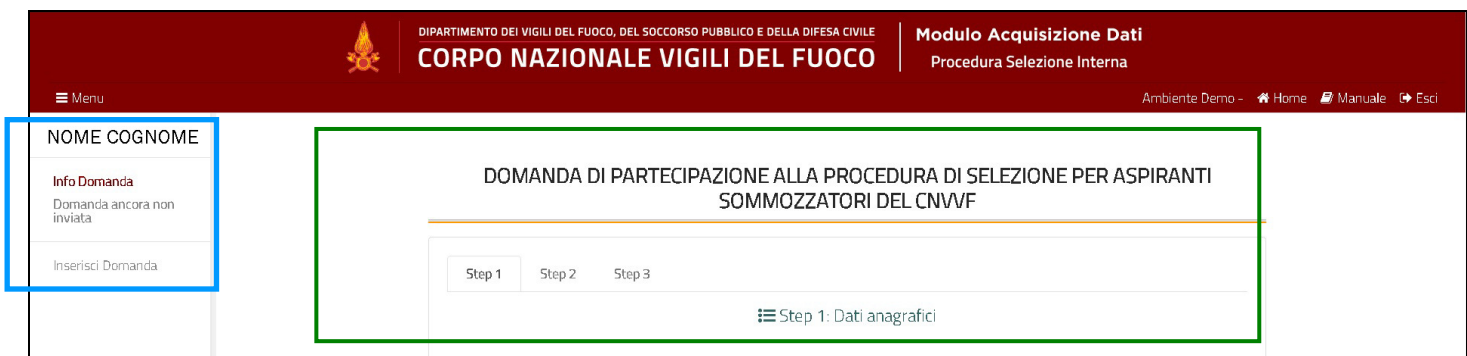 DIPARTIMENTO DEI VIGILI DEL FUOCO, DEL SOCCORSO PUBBLICO E DELLA DIFESA CIVILE
CORPO NAZIONALE VIGILI DEL FUOCO
Modulo Acquisizione Dati
Procedura Selezione Interna
Menu
Ambiente Demo - Home Manuale Esci
NOME COGNOME
Info Domanda
Domanda ancora non
inviata
Inserisci Domanda
DOMANDA DI PARTECIPAZIONE ALLA PROCEDURA DI SELEZIONE PER ASPIRANTI
SOMMOZZATORI DEL CNVVF
Step 1 Step 2 Step 3
Step 1: Dati anagrafici